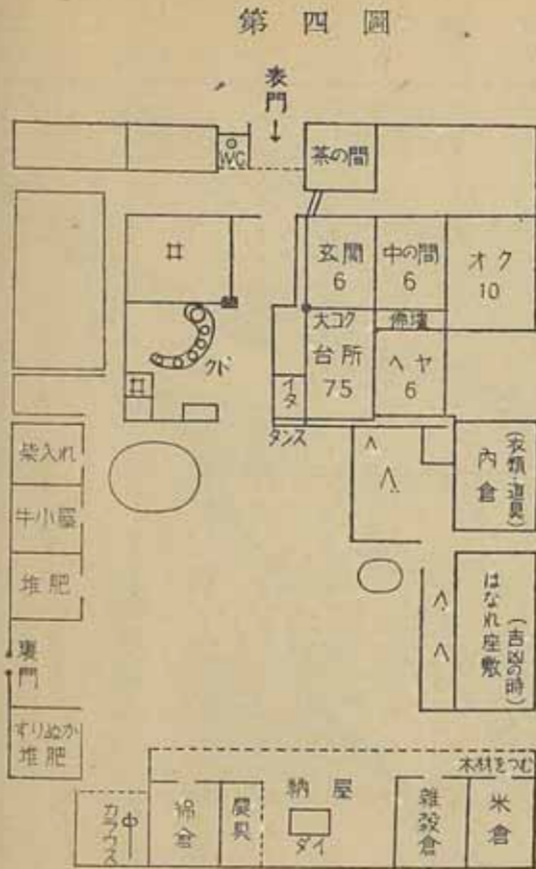 第四圖
表門
↓
WC
茶の間
井
玄関
6
中の間
6
オク
10
大コク
佛壇
台所
75
ヘヤ
6
クド
井
イタ
タンス
柴入れ
牛小屋
堆肥
裏門
すりぬか
堆肥
内倉
(衣類・道具)
はなれ座敷
(吉凶の時)
木材をつむ
カラウス
綿倉
農具
納屋
ダイ
雑穀倉
米倉